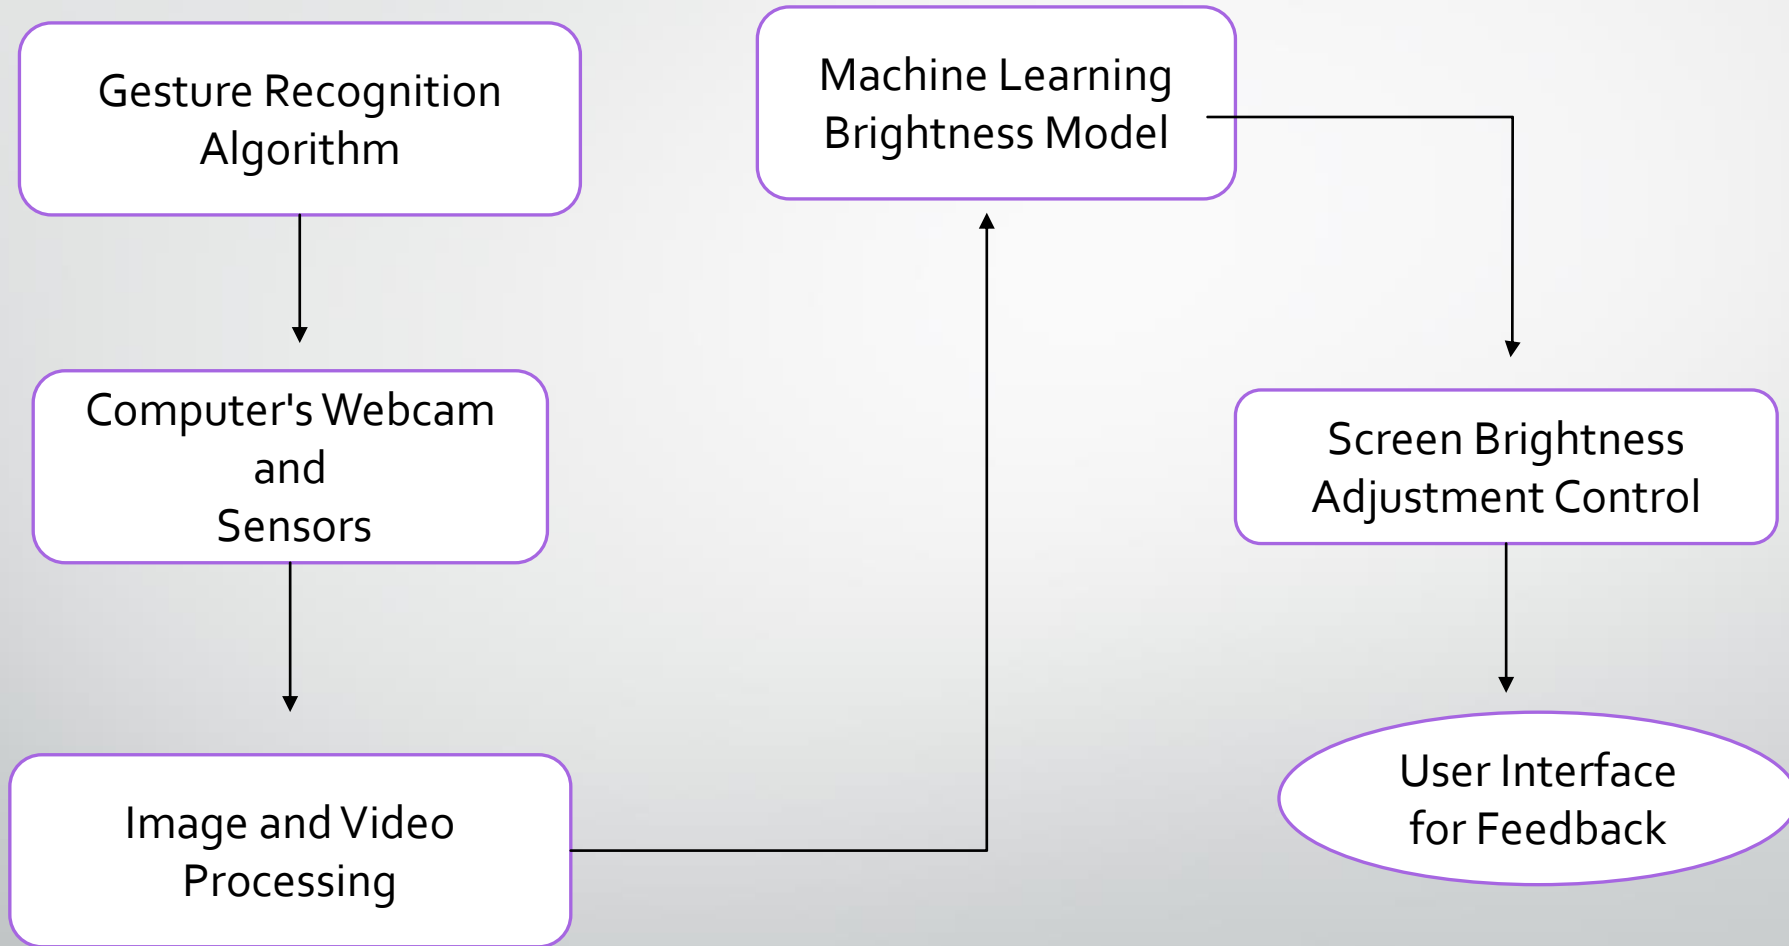 Gesture Recognition
Algorithm
Computer's Webcam
and
Sensors
Image and Video
Processing
Machine Learning
Brightness Model
Screen Brightness
Adjustment Control
User Interface
for Feedback